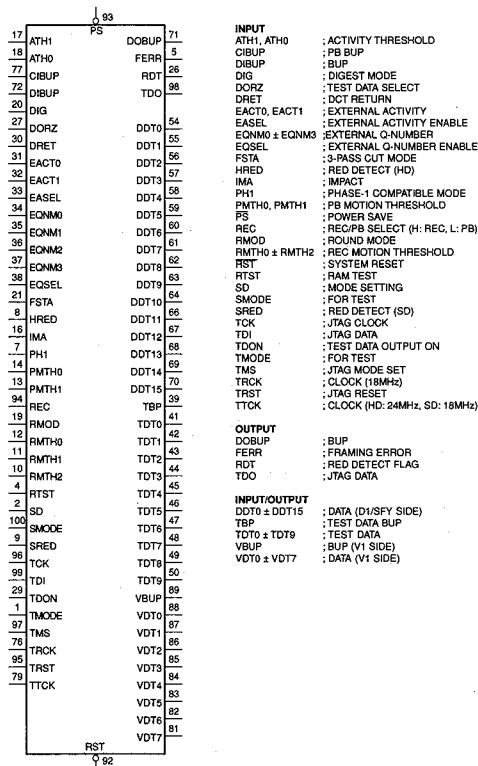 93
PS
17 ATH1
18 ATH0
77 CIBUP
72 DIBUP
20 DIG
27 DORZ
30 DRET
31 EACT0
32 EACT1
33 EASEL
34 EQNM0
35 EQNM1
36 EQNM2
37 EQNM3
38 EQSEL
21 FSTA
8 HRED
16 IMA
7 PH1
14 PMTH0
13 PMTH1
94 REC
19 RMOD
12 RMTH0
11 RMTH1
10 RMTH2
4 RTST
2 SD
100 SMODE
9 SRED
96 TCK
99 TDI
29 TDON
1 TMODE
97 TMS
76 TRCK
95 TRST
79 TTCK
DOBUP 71
FERR 5
RDT 26
TDO 98
DDT0 54
DDT1 55
DDT2 56
DDT3 57
DDT4 58
DDT5 59
DDT6 60
DDT7 61
DDT8 62
DDT9 63
DDT10 64
DDT11 66
DDT12 67
DDT13 68
DDT14 69
DDT15 70
TBP 39
TDT0 41
TDT1 42
TDT2 43
TDT3 44
TDT4 45
TDT5 46
TDT6 47
TDT7 48
TDT8 49
TDT9 50
VBUP 89
VDT0 88
VDT1 87
VDT2 86
VDT3 85
VDT4 84
VDT5 83
VDT6 82
VDT7 81
RST
92
INPUT
ATH1, ATH0 ; ACTIVITY THRESHOLD
CIBUP ; PB BUP
DIBUP ; BUP
DIG ; DIGEST MODE
DORZ ; TEST DATA SELECT
DRET ; DCT RETURN
EACT0, EACT1 ; EXTERNAL ACTIVITY
EASEL ; EXTERNAL ACTIVITY ENABLE
EQNM0 ± EQNM3 ;EXTERNAL Q-NUMBER
EQSEL ; EXTERNAL Q-NUMBER ENABLE
FSTA ; 3-PASS CUT MODE
HRED ; RED DETECT (HD)
IMA ; IMPACT
PH1 ; PHASE-1 COMPATIBLE MODE
PMTH0, PMTH1 ; PB MOTION THRESHOLD
PS ; POWER SAVE
REC ; REC/PB SELECT (H: REC, L: PB)
RMOD ; ROUND MODE
RMTH0 ± RMTH2 ; REC MOTION THRESHOLD
RST ; SYSTEM RESET
RTST ; RAM TEST
SD ; MODE SETTING
SMODE ; FOR TEST
SRED ; RED DETECT (SD)
TCK ; JTAG CLOCK
TDI ; JTAG DATA
TDON ; TEST DATA OUTPUT ON
TMODE ; FOR TEST
TMS ; JTAG MODE SET
TRCK ; CLOCK (18MHz)
TRST ; JTAG RESET
TTCK ; CLOCK (HD: 24MHz, SD: 18MHz)
OUTPUT
DOBUP ; BUP
FERR ; FRAMING ERROR
RDT ; RED DETECT FLAG
TDO ; JTAG DATA
INPUT/OUTPUT
DDT0 ± DDT15 ; DATA (D1/SFY SIDE)
TBP ; TEST DATA BUP
TDT0 ± TDT9 ; TEST DATA
VBUP ; BUP (V1 SIDE)
VDT0 ± VDT7 ; DATA (V1 SIDE)